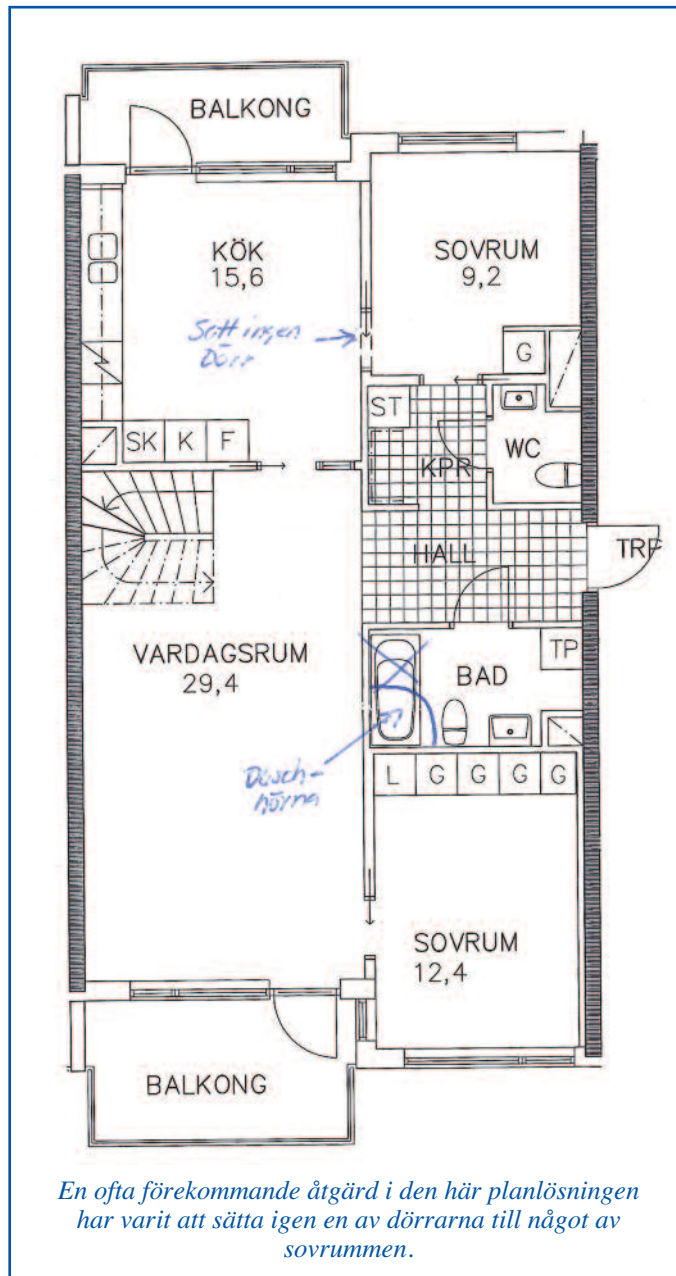 BALKONG
KÖK
15,6
SOVRUM
9,2
Sätt igen
Dörr
G
ST
SK K F
WC
KPR
HALL
TRP
VARDAGSRUM
29,4
BAD
TP
Dusch-
hörna
L G G G G
SOVRUM
12,4
BALKONG
En ofta förekommande åtgärd i den här planlösningen
har varit att sätta igen en av dörrarna till något av
sovrummen.